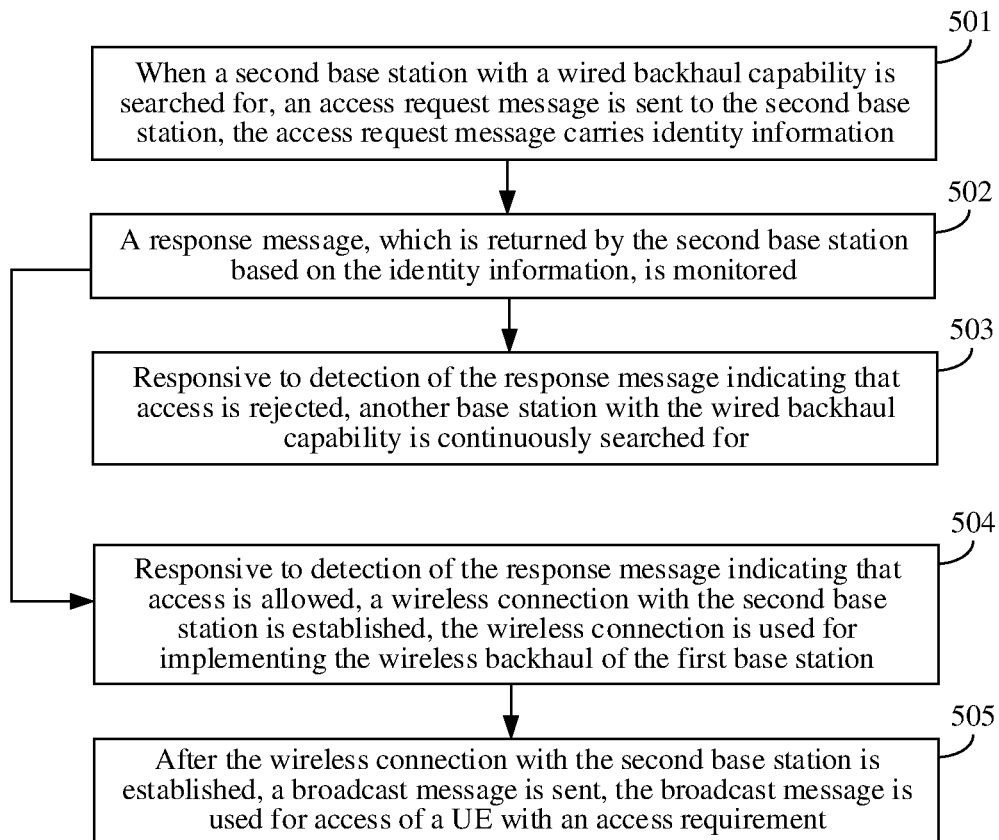 501
When a second base station with a wired backhaul capability is
searched for, an access request message is sent to the second base
station, the access request message carries identity information
502
A response message, which is returned by the second base station
based on the identity information, is monitored
503
Responsive to detection of the response message indicating that
access is rejected, another base station with the wired backhaul
capability is continuously searched for
504
Responsive to detection of the response message indicating that
access is allowed, a wireless connection with the second base
station is established, the wireless connection is used for
implementing the wireless backhaul of the first base station
505
After the wireless connection with the second base station is
established, a broadcast message is sent, the broadcast message is
used for access of a UE with an access requirement